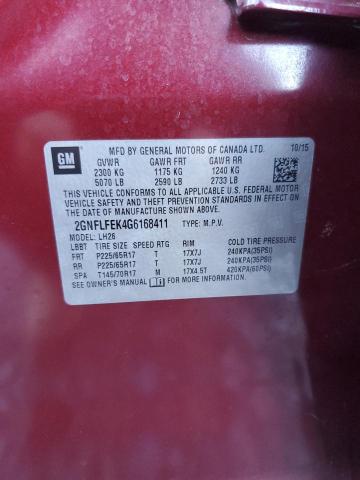 GM
MFD BY GENERAL MOTORS OF CANADA LTD. 10/15
GVWR GAWR FRT GAWR RR
2300 KG 1175 KG 1240 KG
5070 LB 2590 LB 2733 LB
THIS VEHICLE CONFORMS TO ALL APPLICABLE U.S. FEDERAL MOTOR
VEHICLE SAFETY AND THEFT PREVENTION STANDARDS IN EFFECT ON
THE DATE OF MANUFACTURE SHOWN ABOVE.
2GNFLFEK4G6168411 TYPE: M.P.V.
MODEL: LH26
LBBT TIRE SIZE SPEED RTG RIM COLD TIRE PRESSURE
FRT P225/65R17 T 17X7J 240KPA(35PSI)
RR P225/65R17 T 17X7J 240KPA(35PSI)
SPA T145/70R17 M 17X4.5T 420KPA(60PSI)
SEE OWNER'S MANUAL FOR MORE INFORMATION.